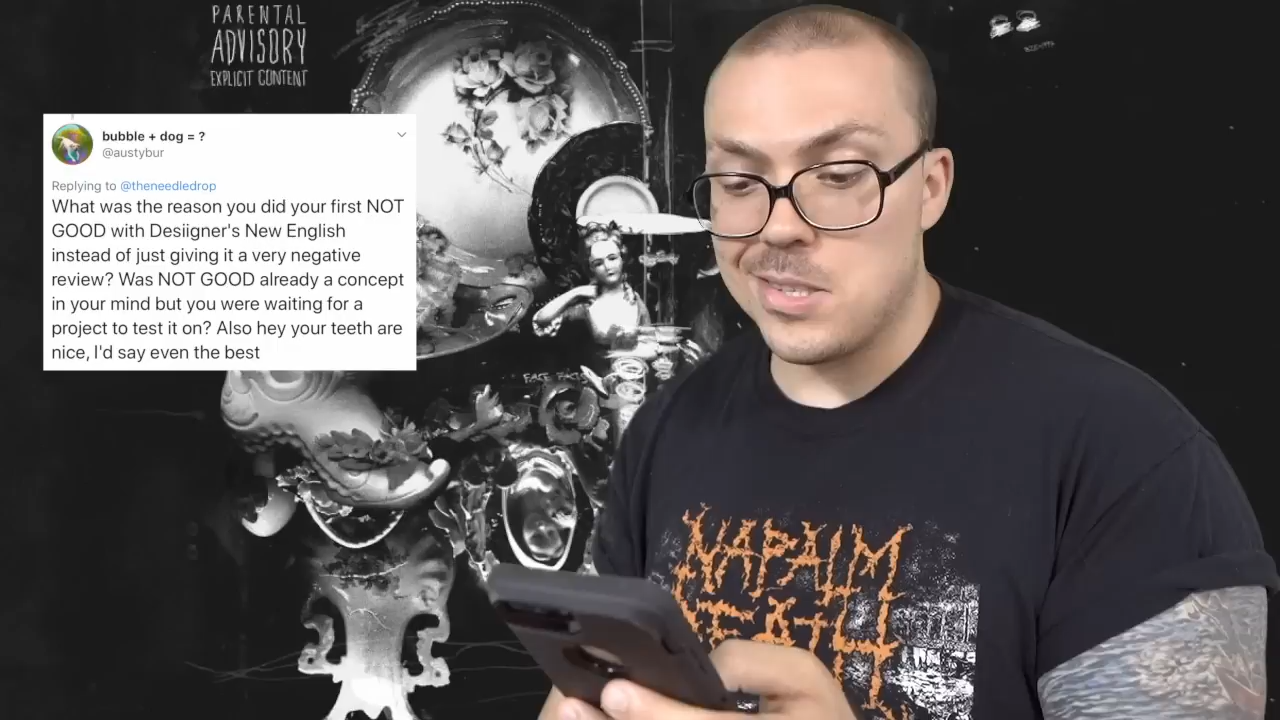 PARENTAL
ADVISORY
EXPLICIT CONTENT
bubble + dog = ?
@austybur
Replying to @theneedledrop
What was the reason you did your first NOT
GOOD with Desiigner's New English
instead of just giving it a very negative
review? Was NOT GOOD already a concept
in your mind but you were waiting for a
project to test it on? Also hey your teeth are
nice, I'd say even the best
NAPALM
DEATH